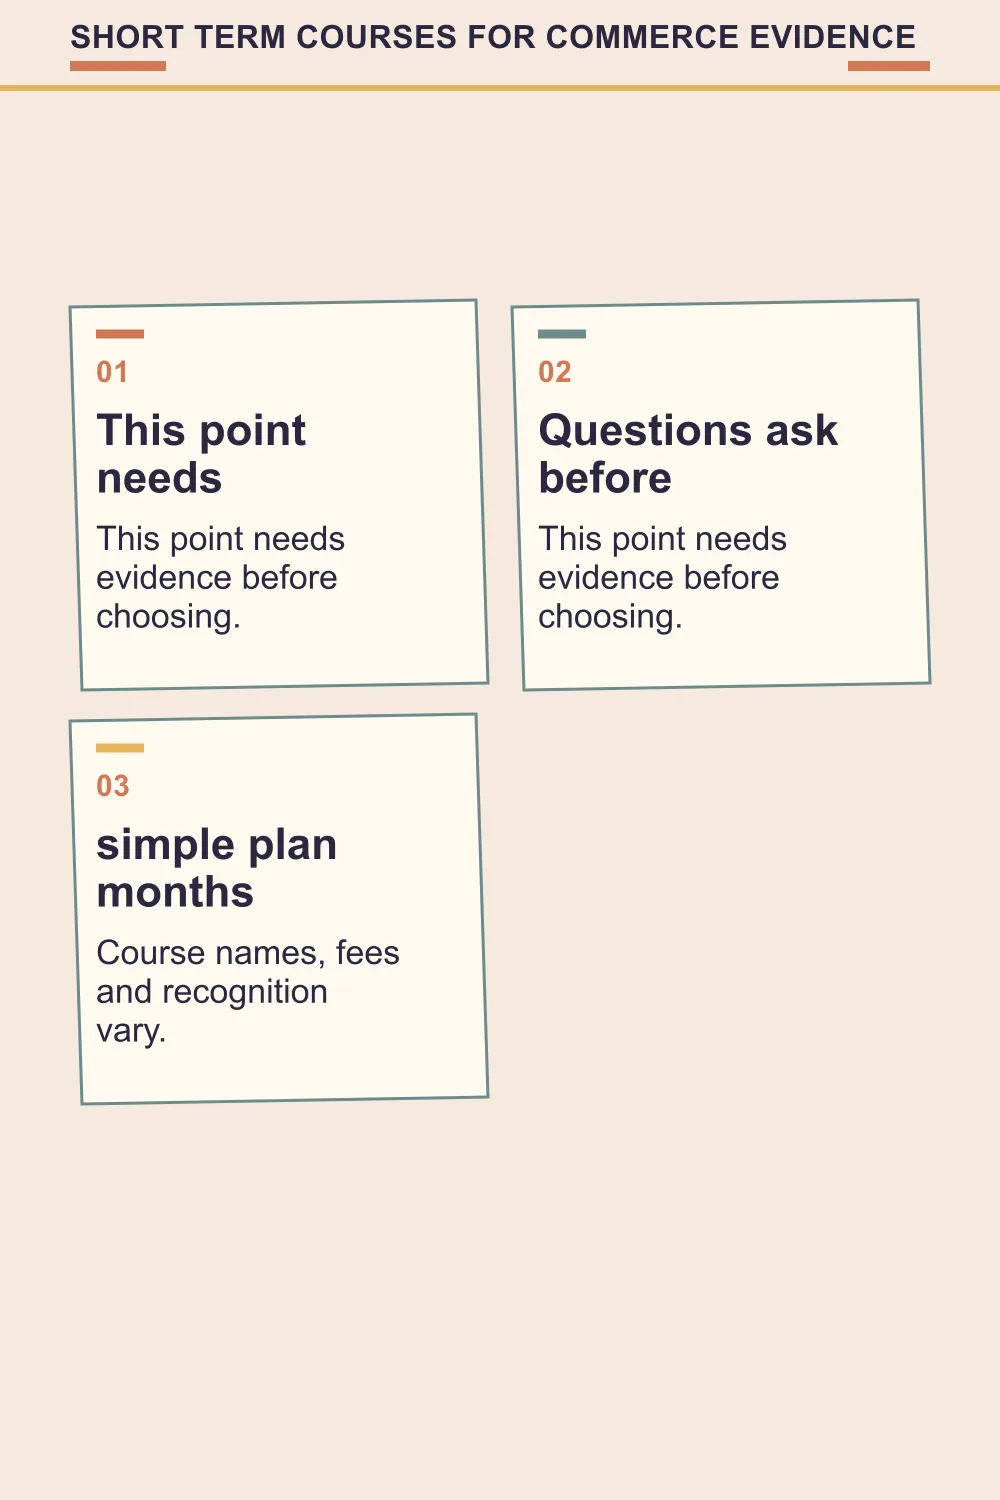 SHORT TERM COURSES FOR COMMERCE EVIDENCE
01
This point
needs
This point needs
evidence before
choosing.
02
Questions ask
before
This point needs
evidence before
choosing.
03
simple plan
months
Course names, fees
and recognition
vary.